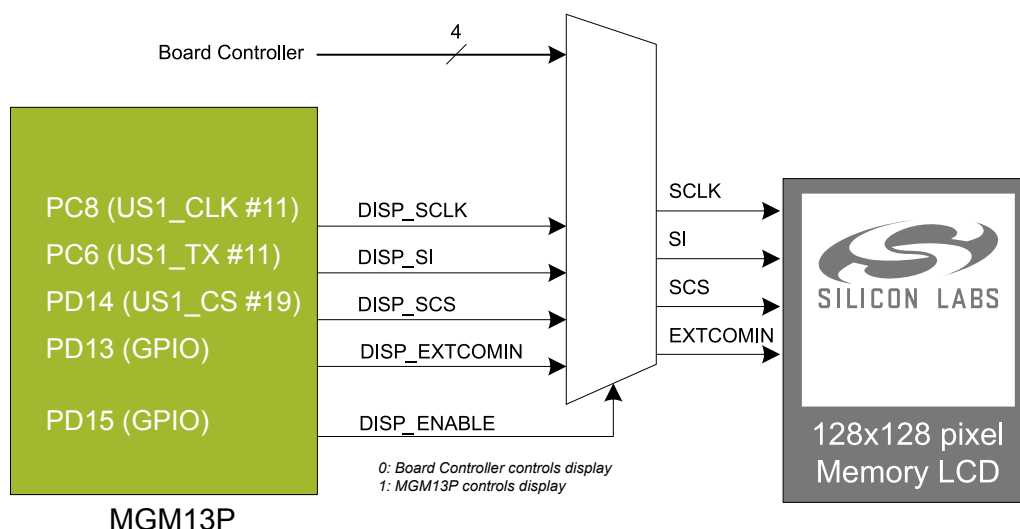 4
Board Controller
PC8 (US1_CLK #11)
DISP_SCLK
SCLK
PC6 (US1_TX #11)
DISP_SI
SI
PD14 (US1_CS #19)
DISP_SCS
SCS
PD13 (GPIO)
DISP_EXTCOMIN
EXTCOMIN
PD15 (GPIO)
DISP_ENABLE
0: Board Controller controls display
1: MGM13P controls display
MGM13P
SILICON LABS
128x128 pixel
Memory LCD